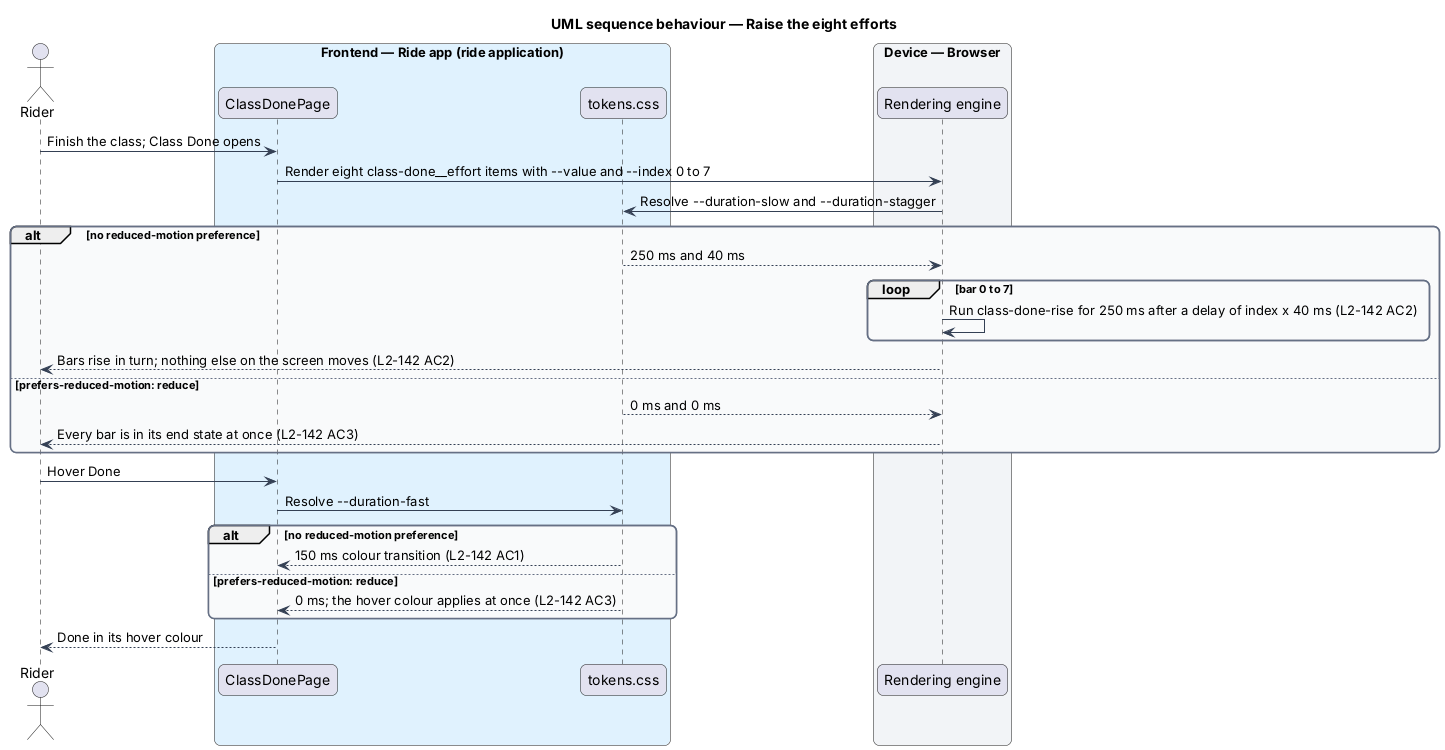 UML sequence behaviour — Raise the eight efforts
Frontend — Ride app (ride application)
Device — Browser
Rider
ClassDonePage
tokens.css
Rendering engine
Finish the class; Class Done opens
Render eight class-done__effort items with --value and --index 0 to 7
Resolve --duration-slow and --duration-stagger
alt
[no reduced-motion preference]
250 ms and 40 ms
loop
[bar 0 to 7]
Run class-done-rise for 250 ms after a delay of index x 40 ms (L2-142 AC2)
Bars rise in turn; nothing else on the screen moves (L2-142 AC2)
[prefers-reduced-motion: reduce]
0 ms and 0 ms
Every bar is in its end state at once (L2-142 AC3)
Hover Done
Resolve --duration-fast
alt
[no reduced-motion preference]
150 ms colour transition (L2-142 AC1)
[prefers-reduced-motion: reduce]
0 ms; the hover colour applies at once (L2-142 AC3)
Done in its hover colour
Rider
ClassDonePage
tokens.css
Rendering engine